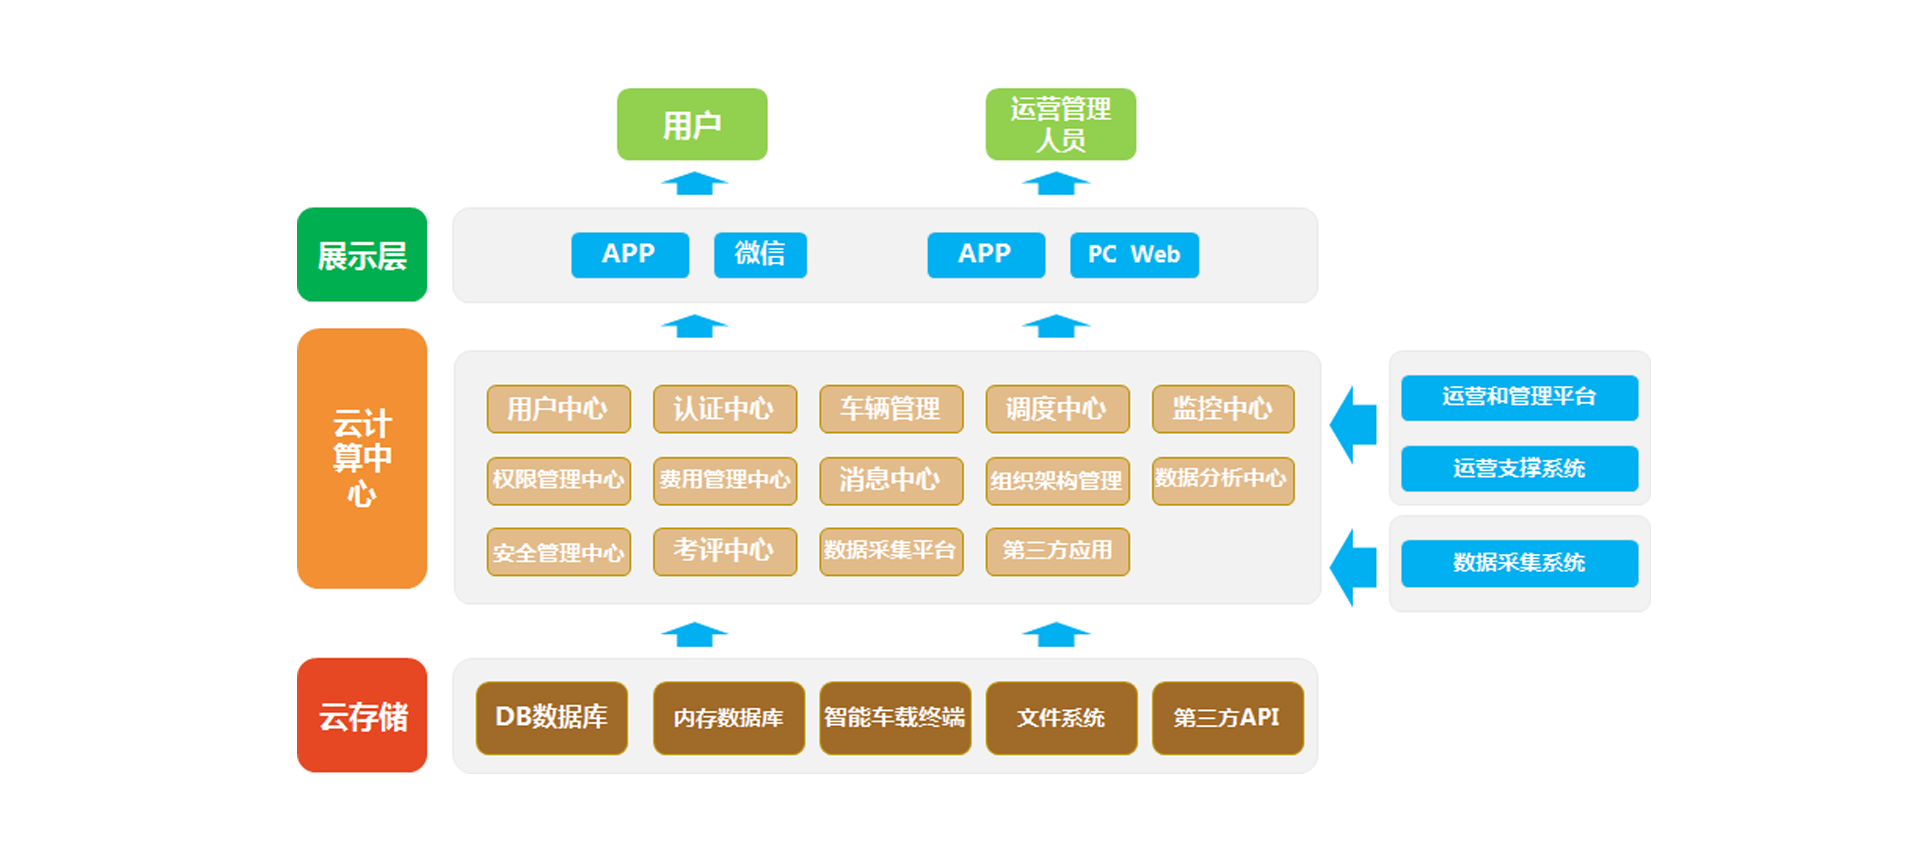 用户
运营管理
人员
展示层
APP
微信
APP
PC Web
云计
算中
心
用户中心
认证中心
车辆管理
调度中心
监控中心
权限管理中心
费用管理中心
消息中心
组织架构管理
数据分析中心
安全管理中心
考评中心
数据采集平台
第三方应用
运营和管理平台
运营支撑系统
数据采集系统
云存储
DB数据库
内存数据库
智能车载终端
文件系统
第三方API